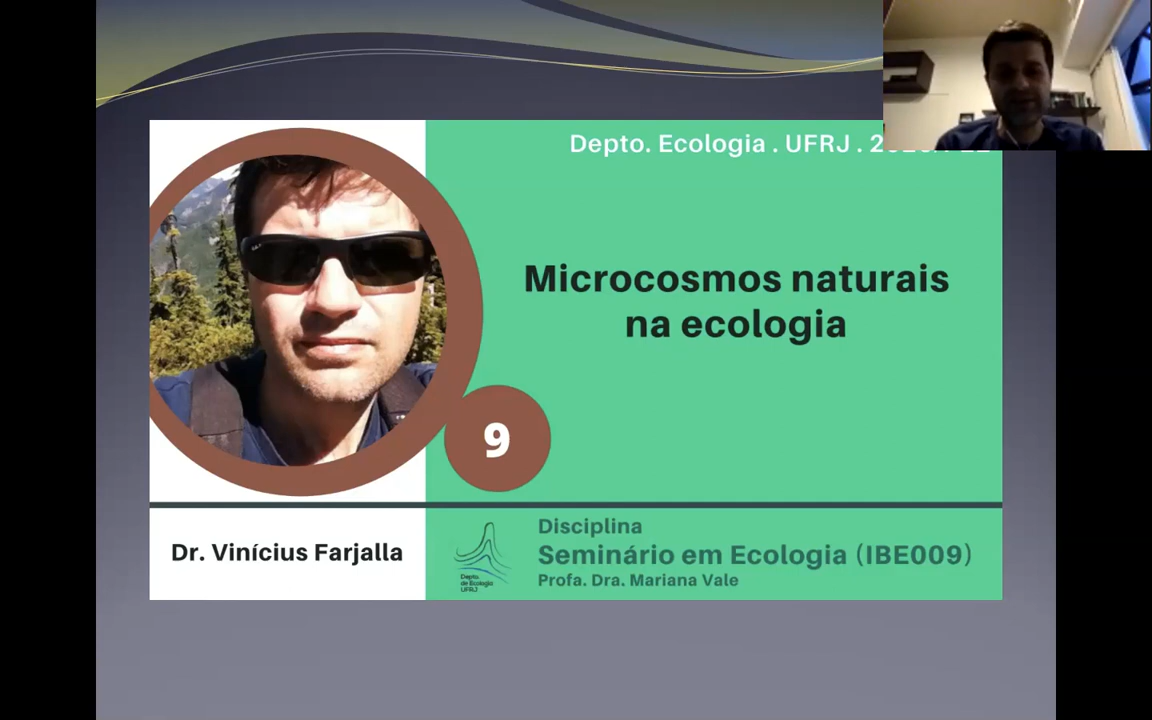 Depto. Ecologia . UFRJ .
Microcosmos naturais
na ecologia
9
Dr. Vinícius Farjalla
Depto.
de Ecologia
UFRJ
Disciplina
Seminário em Ecologia (IBE009)
Profa. Dra. Mariana Vale